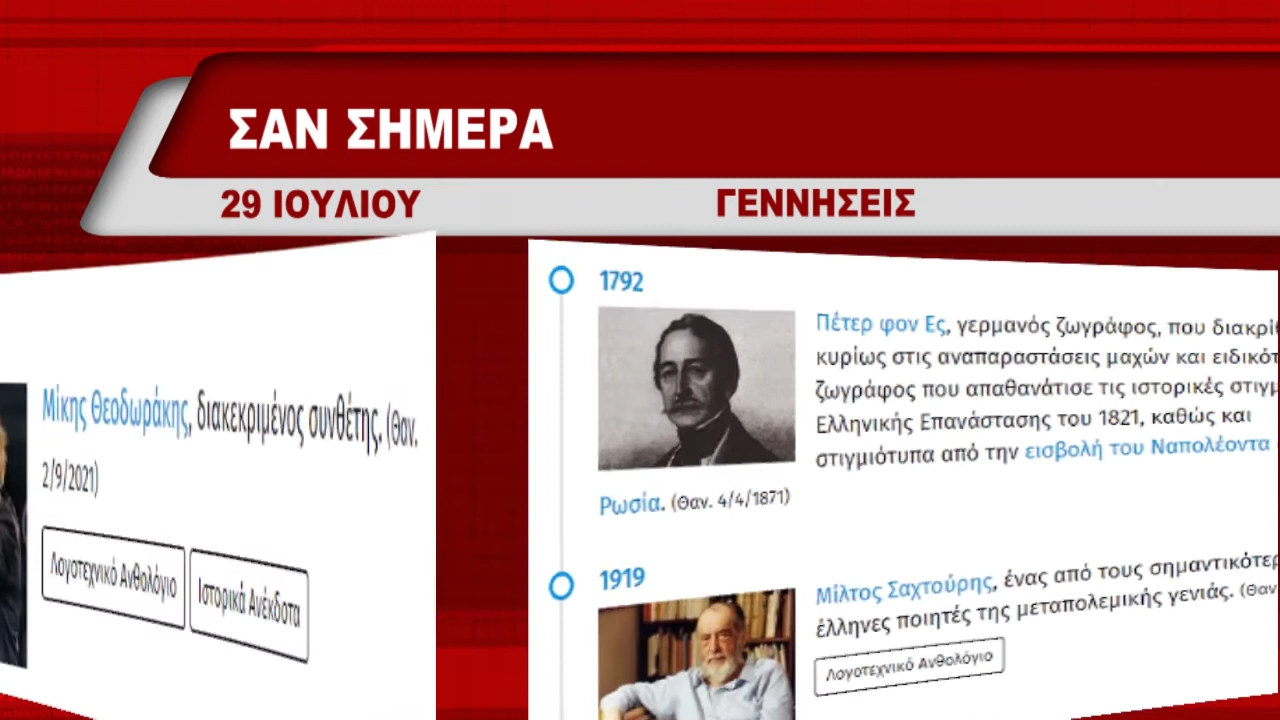 ΣΑΝ ΣΗΜΕΡΑ
29 ΙΟΥΛΙΟΥ
ΓΕΝΝΗΣΕΙΣ
Μίκης Θεοδωράκης, διακεκριμένος συνθέτης. (Θαν.
2/9/2021)
Λογοτεχνικό Ανθολόγιο
Ιστορικά Ανέκδοτα
1792
Πέτερ φον Ες, γερμανός ζωγράφος, που διακρίθ
κυρίως στις αναπαραστάσεις μαχών και ειδικότ
ζωγράφος που απαθανάτισε τις ιστορικές στιγμ
Ελληνικής Επανάστασης του 1821, καθώς και
στιγμιότυπα από την εισβολή του Ναπολέοντα
Ρωσία. (Θαν. 4/4/1871)
1919
Μίλτος Σαχτούρης, ένας από τους σημαντικότερ
έλληνες ποιητές της μεταπολεμικής γενιάς. (Θαν
Λογοτεχνικό Ανθολόγιο